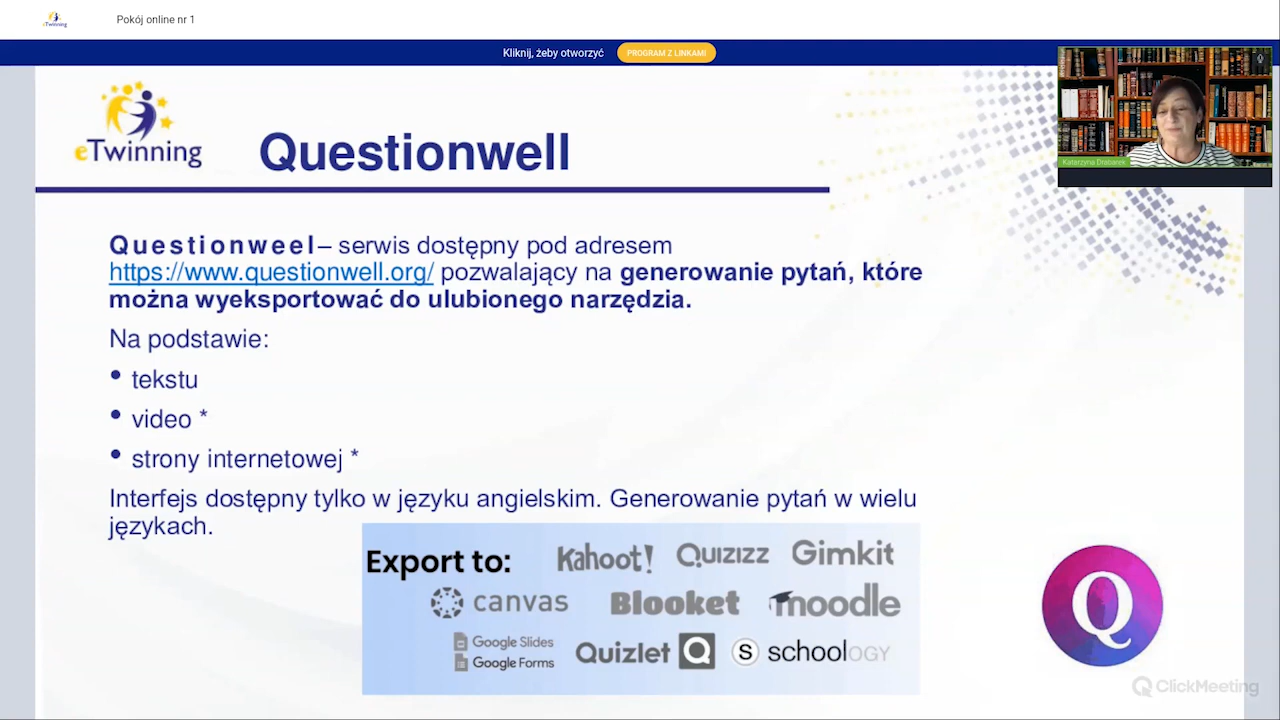 eTwinning
Pokój online nr 1
Kliknij, żeby otworzyć
PROGRAM Z LINKAMI
eTwinning
Questionwell
Katarzyna Drabarek
Questionweel– serwis dostępny pod adresem
https://www.questionwell.org/ pozwalający na generowanie pytań, które
można wyeksportować do ulubionego narzędzia.
Na podstawie:
• tekstu
• video *
• strony internetowej *
Interfejs dostępny tylko w języku angielskim. Generowanie pytań w wielu
językach.
Export to: Kahoot! Quizizz Gimkit
canvas Blooket moodle
Google Slides
Google Forms
Quizlet Q S schoology
Q
ClickMeeting